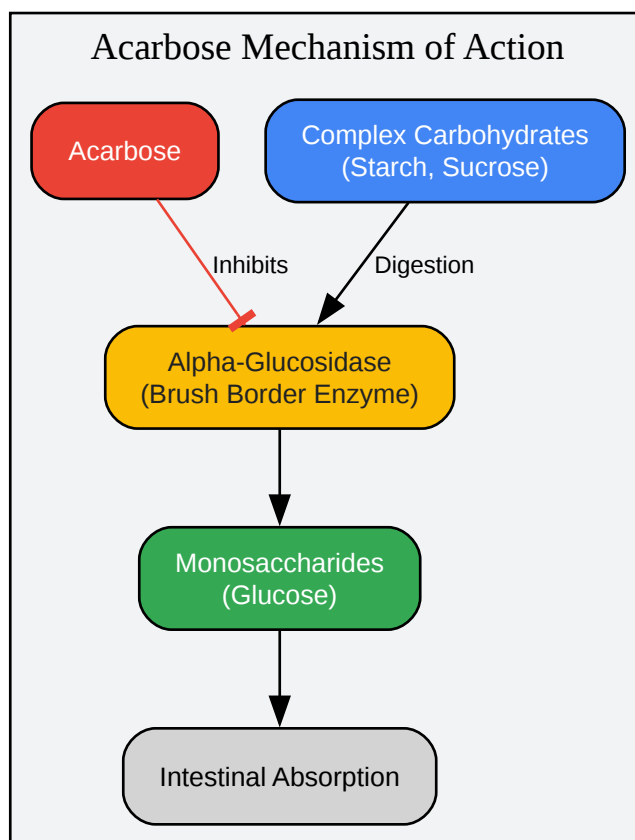 Acarbose Mechanism of Action
Acarbose
Complex Carbohydrates
(Starch, Sucrose)
Inhibits
Digestion
Alpha-Glucosidase
(Brush Border Enzyme)
Monosaccharides
(Glucose)
Intestinal Absorption